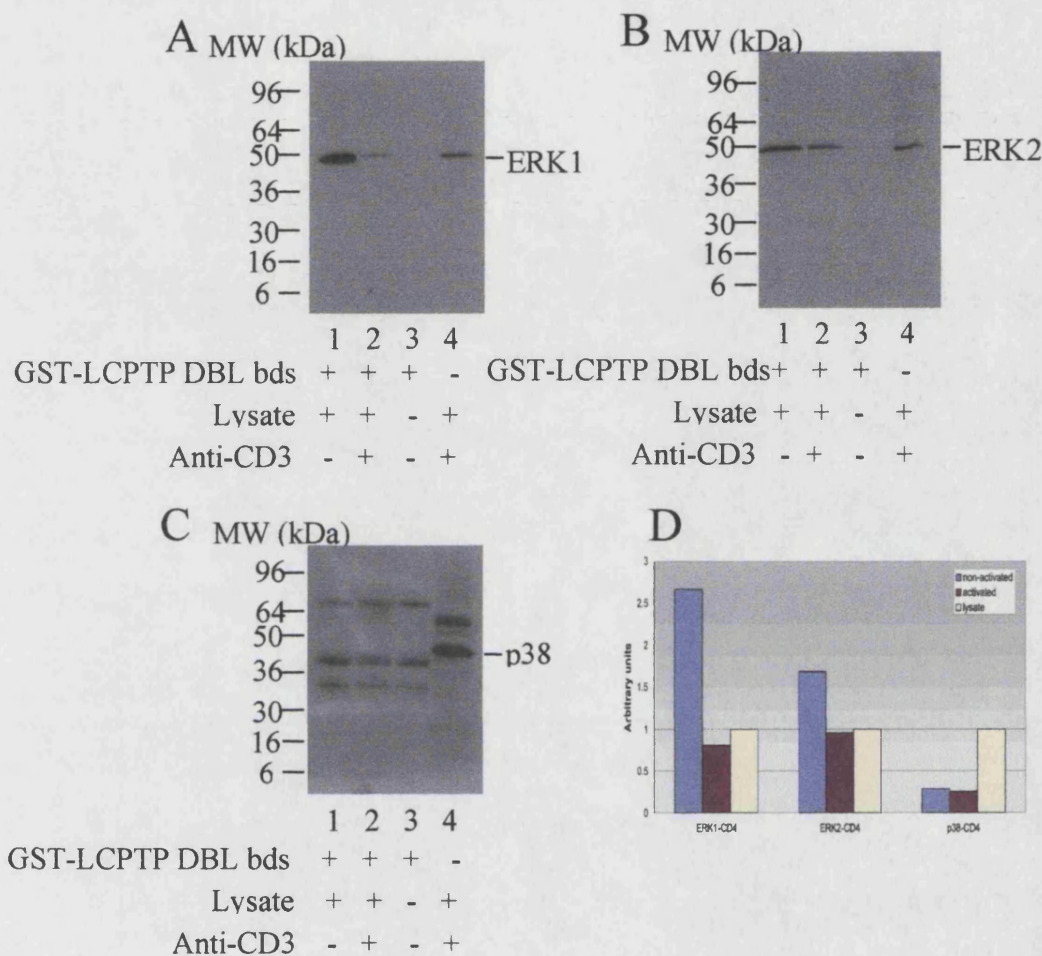 A MW (kDa)
96
64
50
36
30
16
6
ERK1
1 2 3 4
GST-LCPTP DBL bds + + + -
Lysate + + - +
Anti-CD3 - + - +
B MW (kDa)
96
64
50
36
30
16
6
ERK2
1 2 3 4
GST-LCPTP DBL bds + + + -
Lysate + + - +
Anti-CD3 - + - +
C MW (kDa)
96
64
50
36
30
16
6
p38
1 2 3 4
GST-LCPTP DBL bds + + + -
Lysate + + - +
Anti-CD3 - + - +
D
3
2.5
2
1.5
1
0.5
0
Arbitrary units
non-activated
activated
lysate
ERK1-CD4 ERK2-CD4 p38-CD4